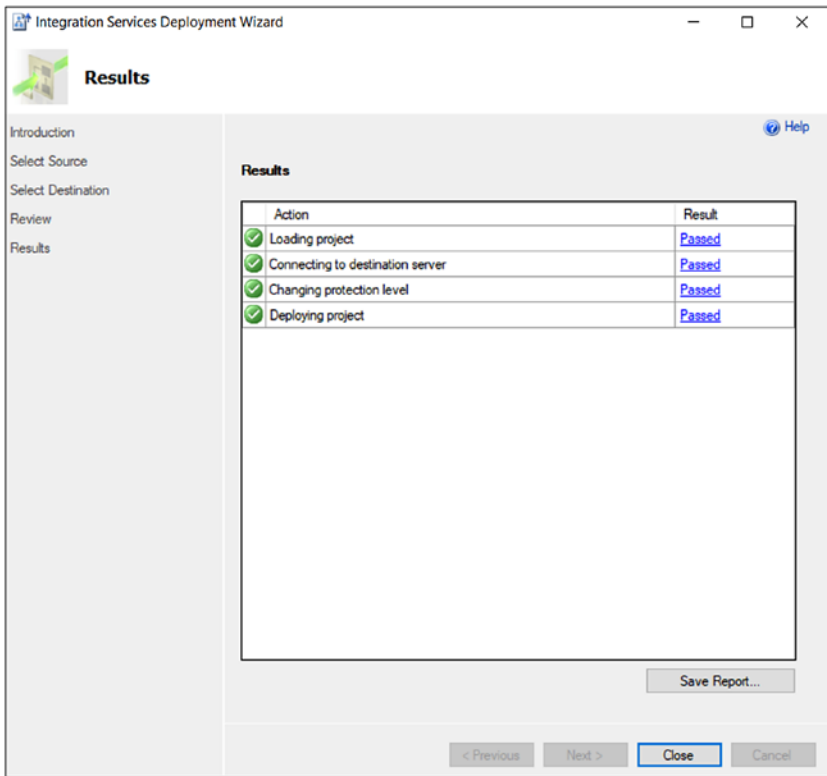 Integration Services Deployment Wizard
Results
Help
Introduction
Select Source
Select Destination
Review
Results
Results
Action Result
Loading project Passed
Connecting to destination server Passed
Changing protection level Passed
Deploying project Passed
Save Report...
< Previous Next > Close Cancel